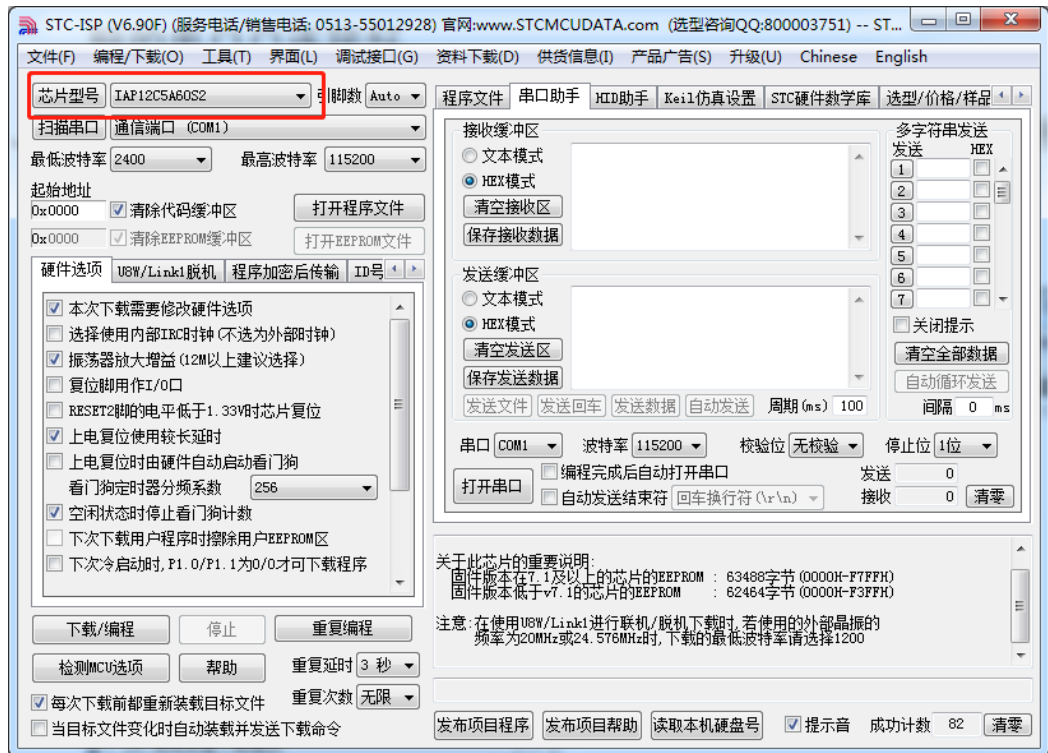 STC-ISP (V6.90F) (服务电话/销售电话: 0513-55012928) 官网:www.STCMCUDATA.com (选型咨询QQ:800003751) -- ST...
文件(F) 编程/下载(O) 工具(T) 界面(L) 调试接口(G) 资料下载(D) 供货信息(I) 产品广告(S) 升级(U) Chinese English
芯片型号 IAP12C5A60S2 引脚数 Auto
扫描串口 通信端口 (COM1)
最低波特率 2400 最高波特率 115200
起始地址
0x0000 清除代码缓冲区 打开程序文件
0x0000 清除EEPROM缓冲区 打开EEPROM文件
硬件选项 U8W/Link1脱机 程序加密后传输 ID号
本次下载需要修改硬件选项
选择使用内部IRC时钟(不选为外部时钟)
振荡器放大增益(12M以上建议选择)
复位脚用作I/O口
RESET2脚的电平低于1.33V时芯片复位
上电复位使用较长延时
上电复位时由硬件自动启动看门狗
看门狗定时器分频系数 256
空闲状态时停止看门狗计数
下次下载用户程序时擦除用户EEPROM区
下次冷启动时,P1.0/P1.1为0/0才可下载程序
下载/编程 停止 重复编程
检测MCU选项 帮助 重复延时 3 秒
每次下载前都重新装载目标文件 重复次数 无限
当目标文件变化时自动装载并发送下载命令
程序文件 串口助手 HID助手 Keil仿真设置 STC硬件数学库 选型/价格/样品
接收缓冲区
文本模式
HEX模式
清空接收区
保存接收数据
发送缓冲区
文本模式
HEX模式
清空发送区
保存发送数据
发送文件 发送回车 发送数据 自动发送 周期(ms) 100
多字符串发送
发送 HEX
1
2
3
4
5
6
7
关闭提示
清空全部数据
自动循环发送
间隔 0 ms
串口 COM1 波特率 115200 校验位 无校验 停止位 1位
打开串口 编程完成后自动打开串口 发送 0
自动发送结束符 回车换行符(\r\n) 接收 0 清零
关于此芯片的重要说明:
固件版本在7.1及以上的芯片的EEPROM : 63488字节(0000H-F7FFH)
固件版本低于v7.1的芯片的EEPROM : 62464字节(0000H-F3FFH)
注意:在使用U8W/Link1进行联机/脱机下载时,若使用的外部晶振的
频率为20MHz或24.576MHz时,下载的最低波特率请选择1200
发布项目程序 发布项目帮助 读取本机硬盘号 提示音 成功计数 82 清零